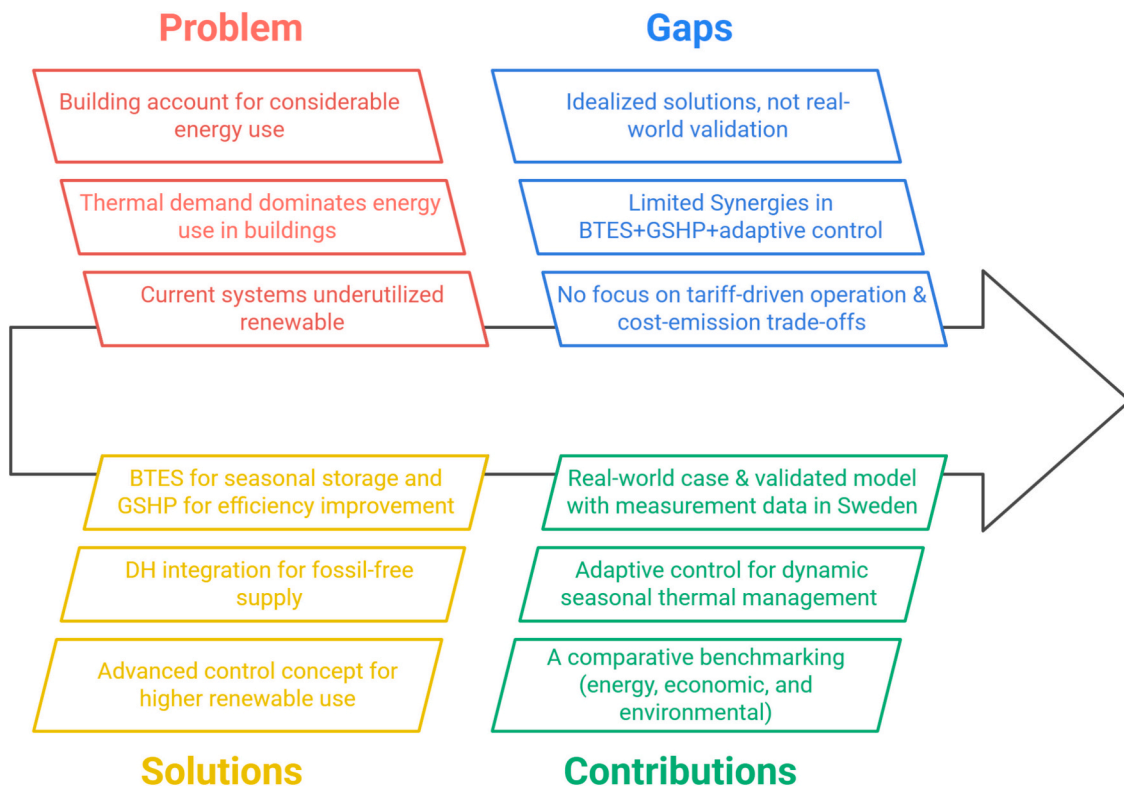 Problem
Building account for considerable
energy use
Thermal demand dominates energy
use in buildings
Current systems underutilized
renewable
Gaps
Idealized solutions, not real-
world validation
Limited Synergies in
BTES+GSHP+adaptive control
No focus on tariff-driven operation &
cost-emission trade-offs
BTES for seasonal storage and
GSHP for efficiency improvement
DH integration for fossil-free
supply
Advanced control concept for
higher renewable use
Solutions
Real-world case & validated model
with measurement data in Sweden
Adaptive control for dynamic
seasonal thermal management
A comparative benchmarking
(energy, economic, and
environmental)
Contributions